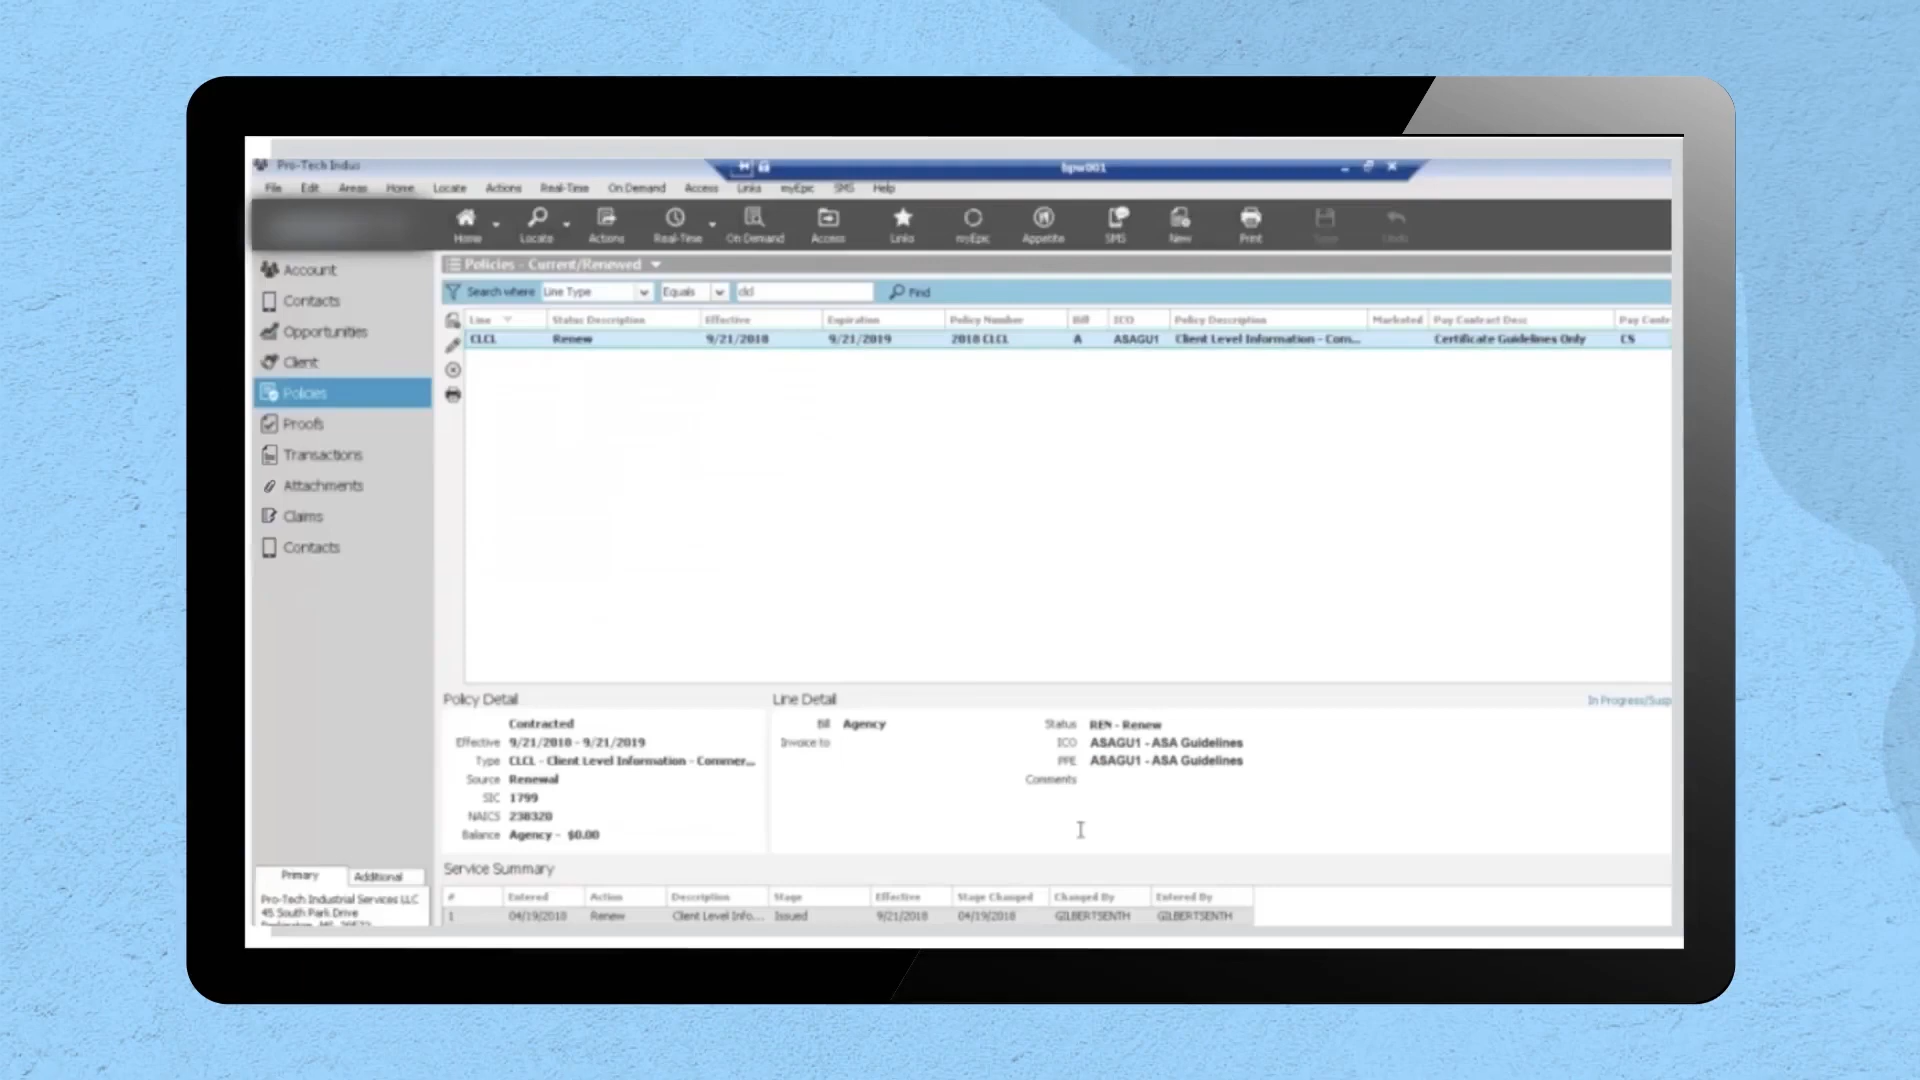 Pro-Tech Indus
bpw001
File Edit Areas Home Locate Actions Real-Time On Demand Access Links myEpic SMS Help
Home Locate Actions Real-Time On Demand Access Links myEpic Appetite SMS New Print Save Undo
Account
Contacts
Opportunities
Client
Policies
Proofs
Transactions
Attachments
Claims
Contacts
Policies - Current/Renewed
Search where Line Type Equals clcl Find
Line Status Description Effective Expiration Policy Number Bill ICO Policy Description Marketed Pay Contract Desc Pay Contr
CLCL Renew 9/21/2018 9/21/2019 2018 CLCL A ASAGU1 Client Level Information - Com... Certificate Guidelines Only CS
Policy Detail
Contracted
Effective 9/21/2018 - 9/21/2019
Type CLCL - Client Level Information - Commer...
Source Renewal
SIC 1799
NAICS 238320
Balance Agency - $0.00
Line Detail
In Progress/Susp
Bill Agency
Invoice to
Status REN - Renew
ICO ASAGU1 - ASA Guidelines
PPE ASAGU1 - ASA Guidelines
Comments
Service Summary
# Entered Action Description Stage Effective Stage Changed Changed By Entered By
1 04/19/2018 Renew Client Level Info... Issued 9/21/2018 04/19/2018 GILBERTSENTH GILBERTSENTH
Primary Additional
Pro-Tech Industrial Services LLC
45 South Park Drive